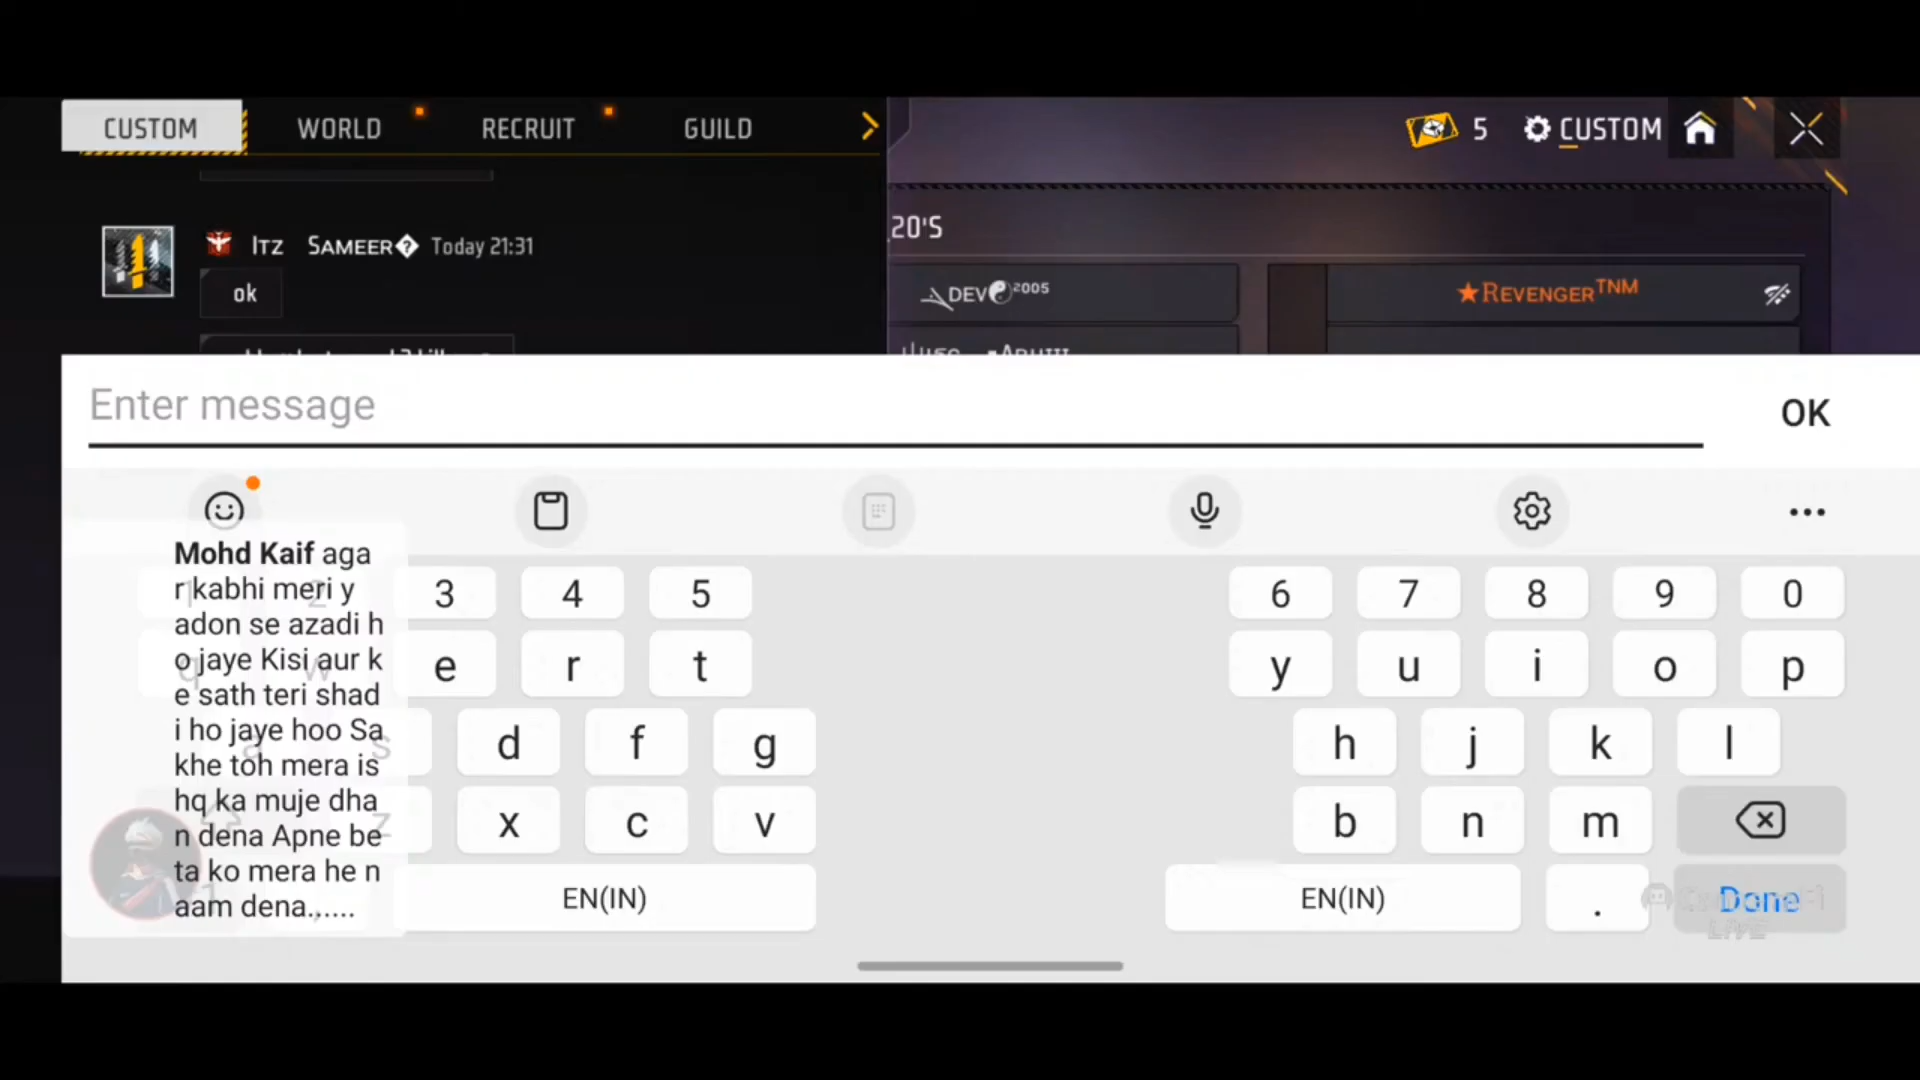 CUSTOM WORLD RECRUIT GUILD
5 CUSTOM
ITZ SAMEER Today 21:31
ok
20'S
DEV 2005
REVENGER TNM
Enter message
OK
Mohd Kaif aga
r kabhi meri y
adon se azadi h
o jaye Kisi aur k
e sath teri shad
i ho jaye hoo Sa
khe toh mera is
hq ka muje dha
n dena Apne be
ta ko mera he n
aam dena.,....
1 2 3 4 5 6 7 8 9 0
q w e r t y u i o p
a s d f g h j k l
z x c v b n m
EN(IN) EN(IN) . Done
LIVE